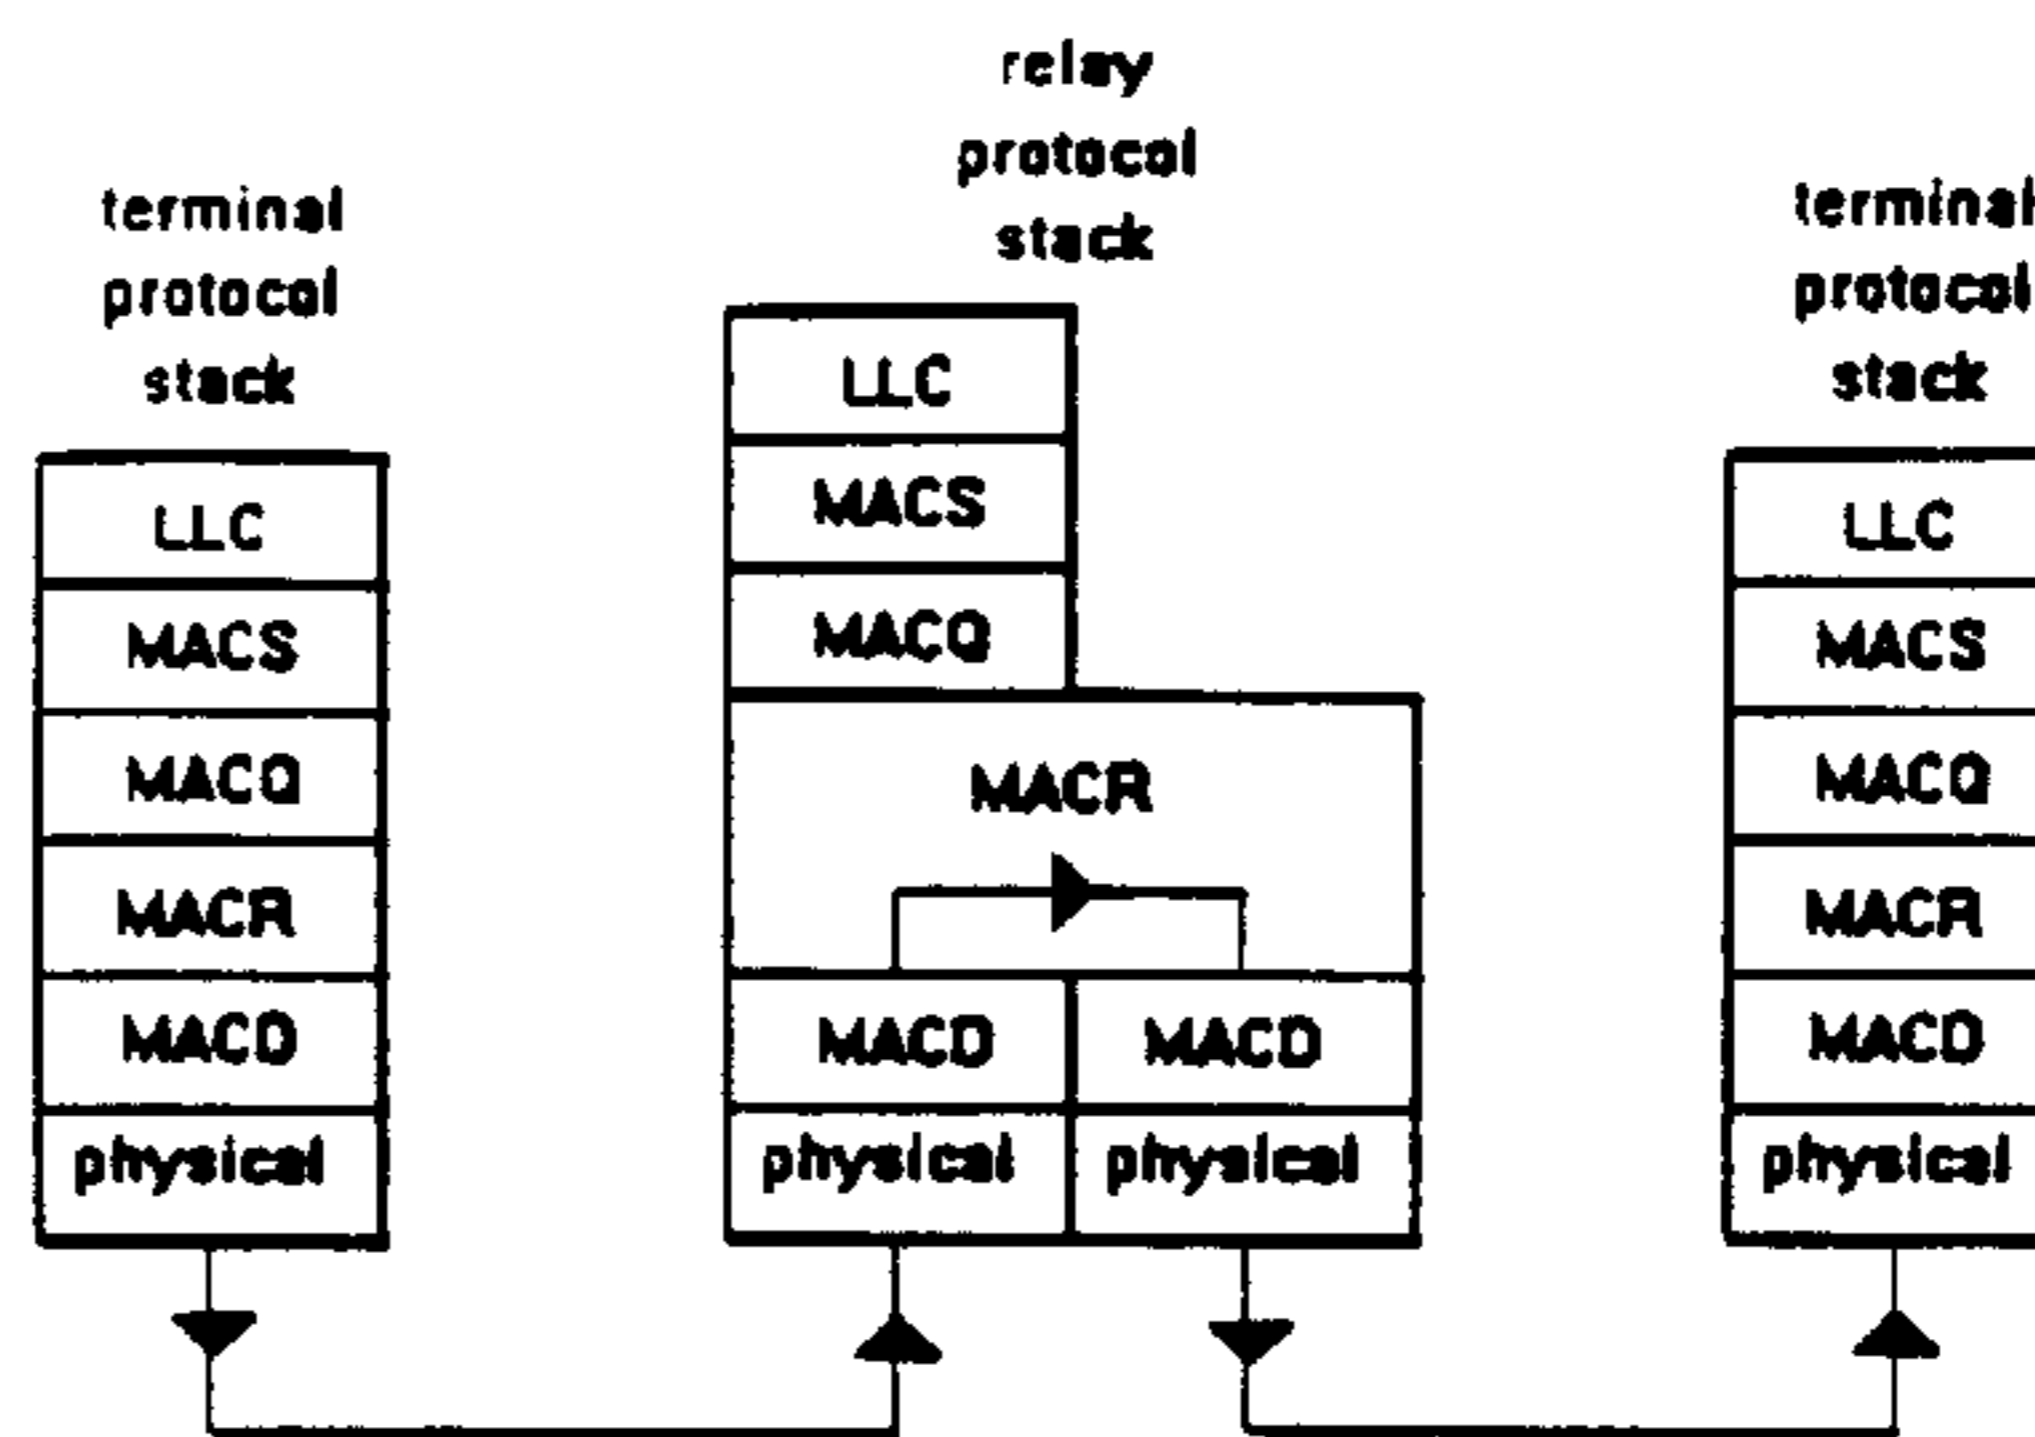 terminal
protocol
stack
LLC
MACS
MACQ
MACR
MACD
physical
relay
protocol
stack
LLC
MACS
MACQ
MACR
MACD MACD
physical physical
terminal
protocol
stack
LLC
MACS
MACQ
MACR
MACD
physical